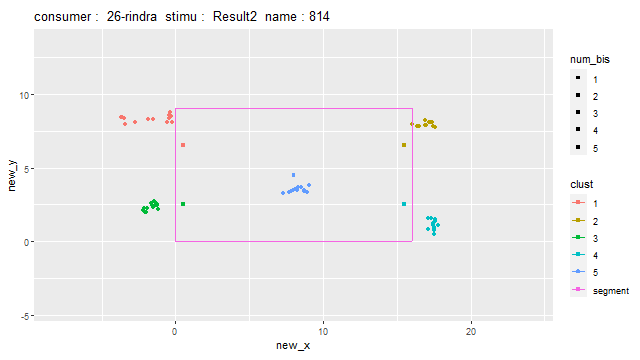 consumer :  26-rindra  stimu :  Result2  name : 814
new_y
10
5
0
-5
0
10
20
new_x
num_bis
1
2
3
4
5
clust
1
2
3
4
5
segment